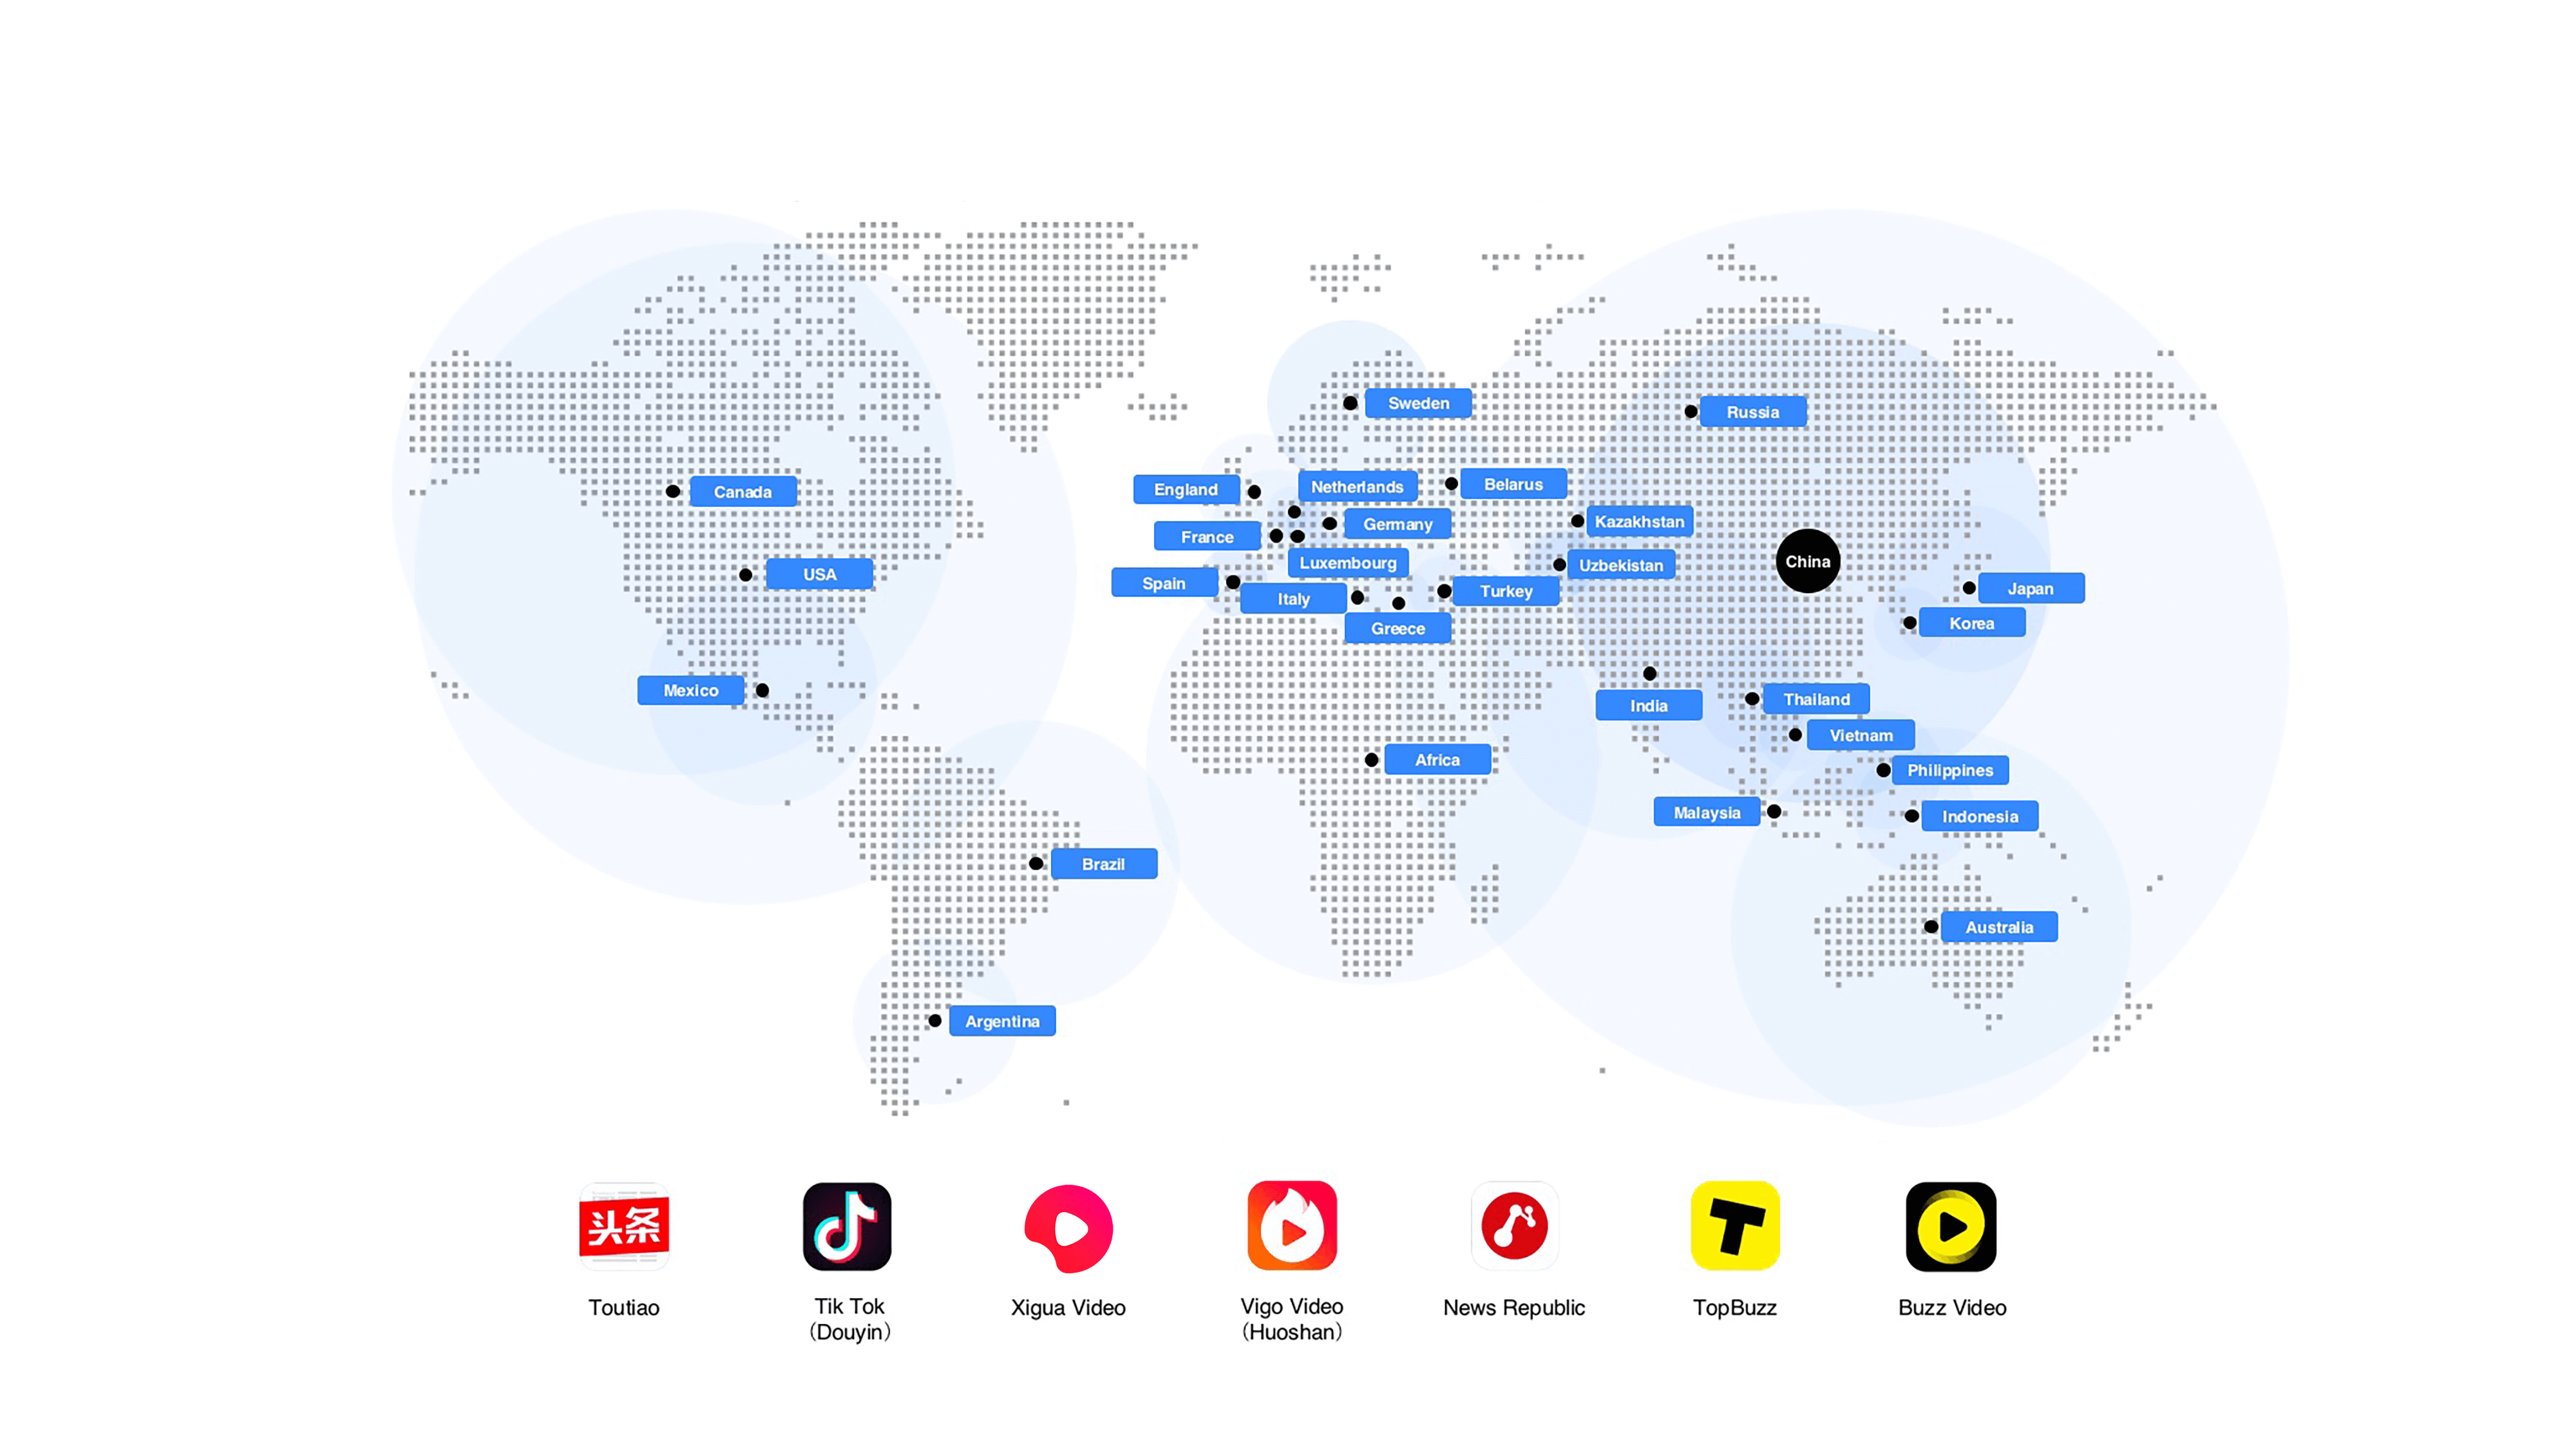 Sweden
Russia
Canada
England
Netherlands
Belarus
France
Germany
Kazakhstan
USA
Luxembourg
Uzbekistan
China
Spain
Italy
Turkey
Japan
Greece
Korea
Mexico
India
Thailand
Vietnam
Africa
Philippines
Malaysia
Indonesia
Brazil
Australia
Argentina
头条
Toutiao
Tik Tok
（Douyin）
Xigua Video
Vigo Video
（Huoshan）
News Republic
T
TopBuzz
Buzz Video